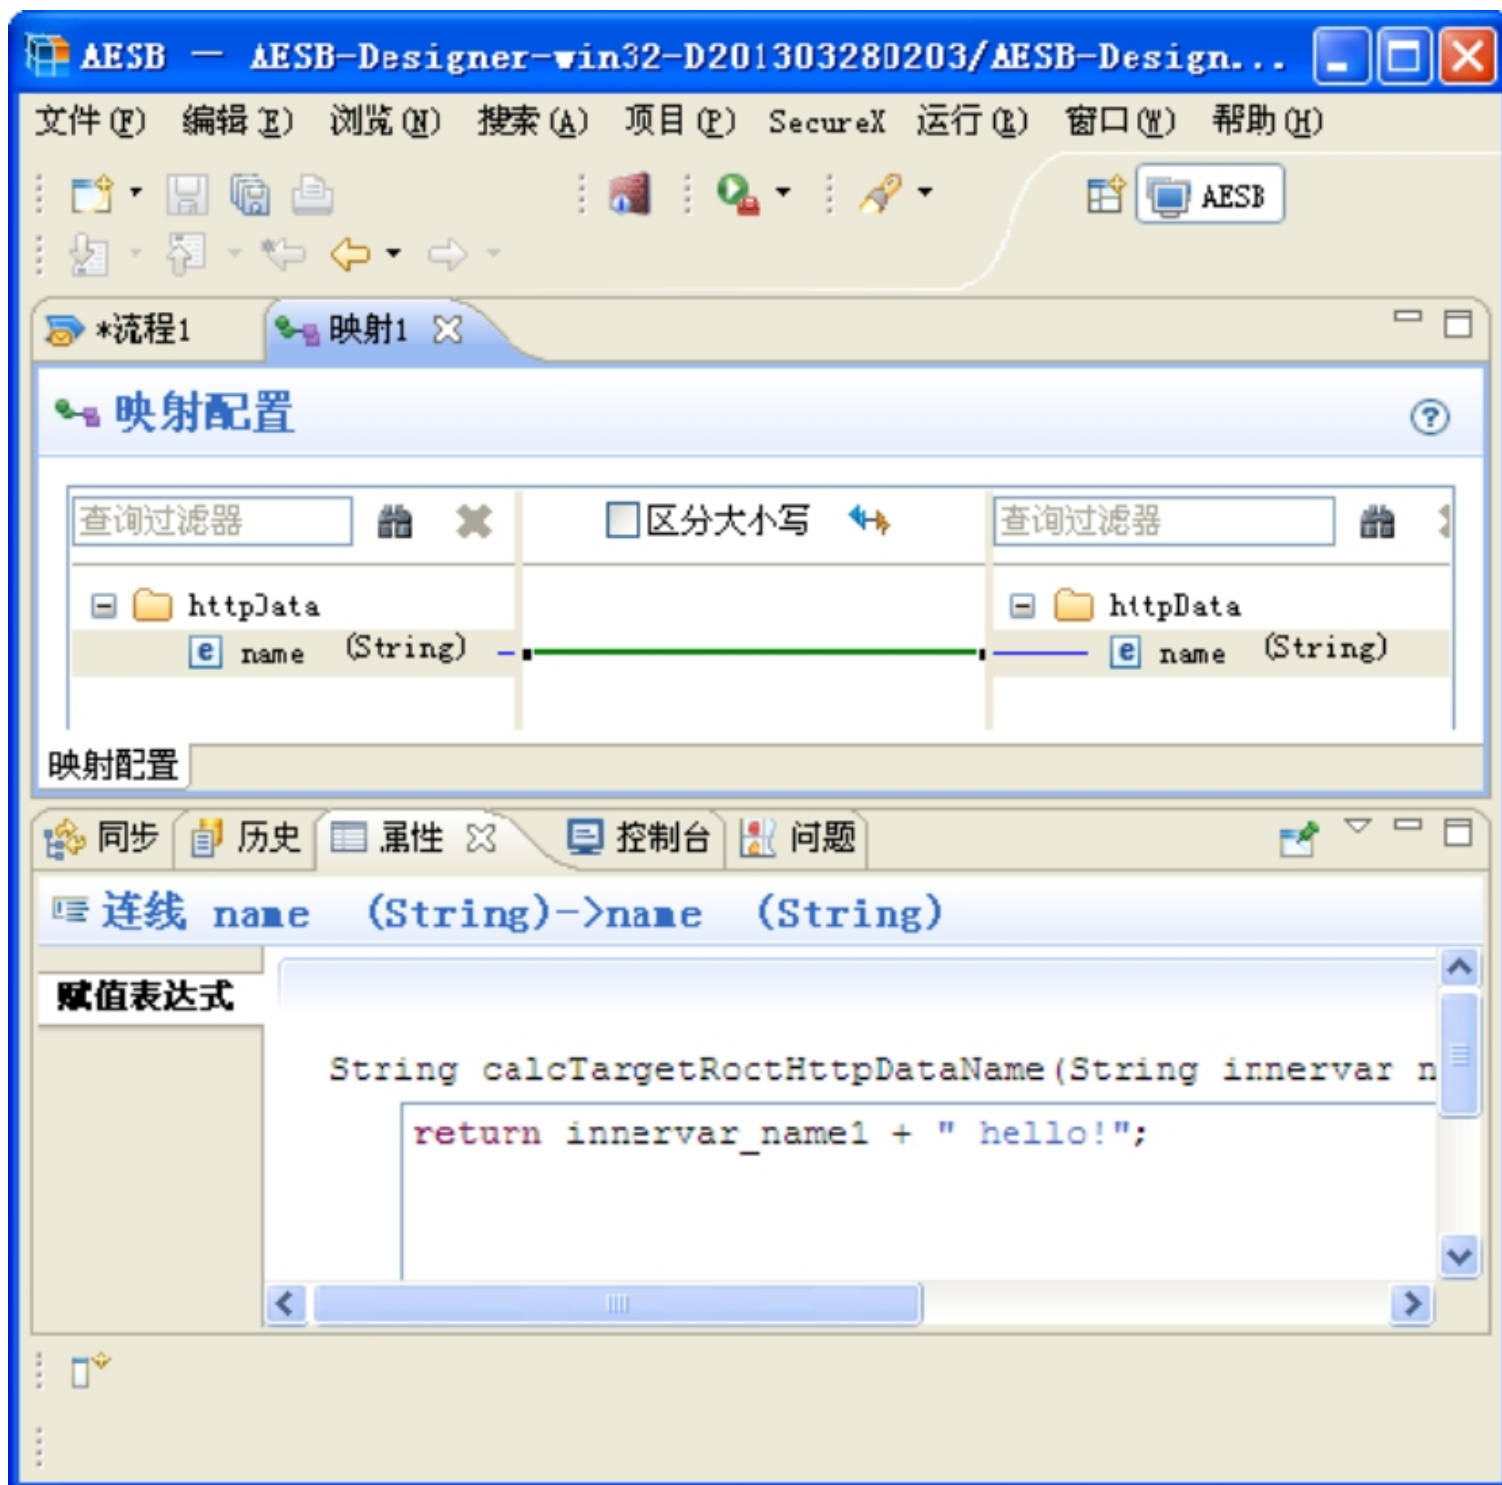 AESB — AESB-Designer-win32-D201303280203/AESB-Design...
文件(F) 编辑(E) 浏览(N) 搜索(A) 项目(P) SecureX 运行(R) 窗口(W) 帮助(H)
AESB
*流程1 映射1
映射配置
查询过滤器 区分大小写 查询过滤器
httpData httpData
e name (String) e name (String)
映射配置
同步 历史 属性 控制台 问题
连线 name (String)->name (String)
赋值表达式
String calcTargetRootHttpDataName(String innervar n
return innervar_name1 + " hello!";